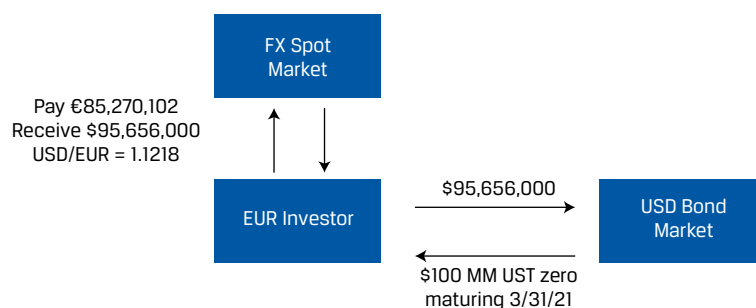 FX Spot
Market
Pay €85,270,102
Receive $95,656,000
USD/EUR = 1.1218
EUR Investor
$95,656,000
USD Bond
Market
$100 MM UST zero
maturing 3/31/21